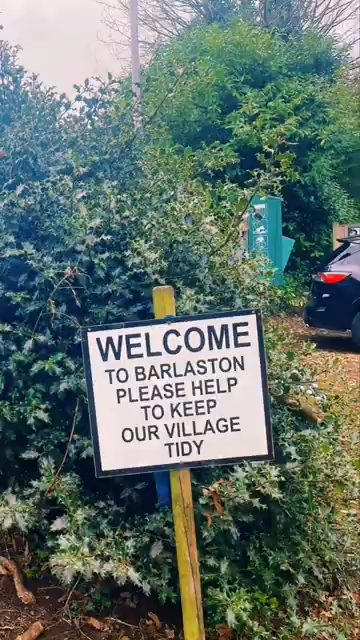 WELCOME
TO BARLASTON
PLEASE HELP
TO KEEP
OUR VILLAGE
TIDY